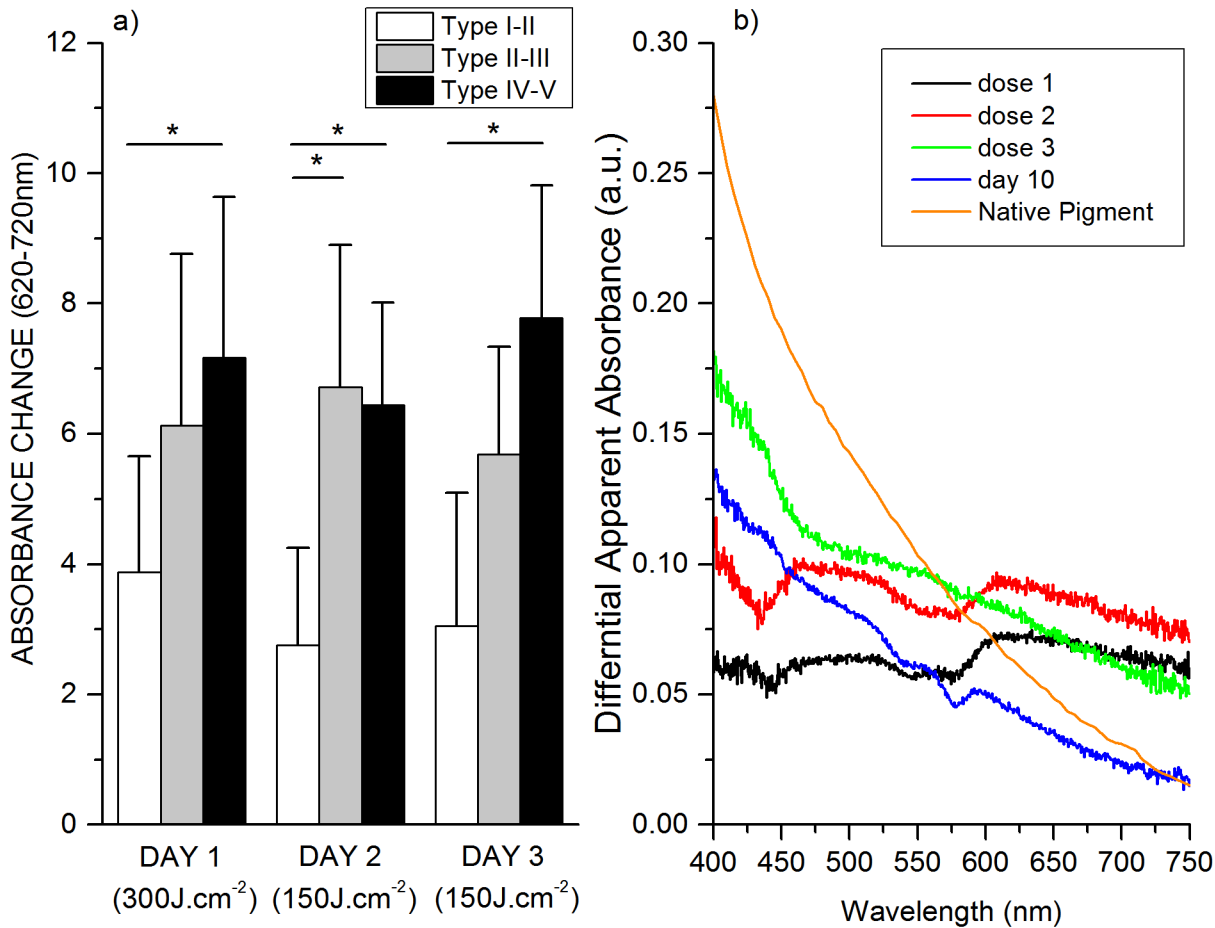 a)
Type I-II
Type II-III
Type IV-V
ABSORBANCE CHANGE (620-720nm)
12
10
8
6
4
2
0
*
*
*
*
DAY 1
(300J.cm-2)
DAY 2
(150J.cm-2)
DAY 3
(150J.cm-2)
b)
dose 1
dose 2
dose 3
day 10
Native Pigment
Differential Apparent Absorbance (a.u.)
0.30
0.25
0.20
0.15
0.10
0.05
0.00
400 450 500 550 600 650 700 750
Wavelength (nm)